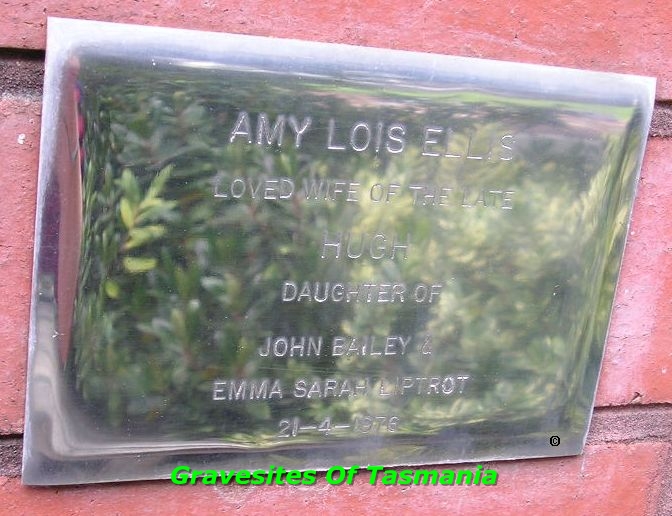 AMY LOIS ELLIS
LOVED WIFE OF THE LATE
HUGH
DAUGHTER OF
JOHN BAILEY &
EMMA SARAH LIPTROT
21-4-1976
©
Gravesites Of Tasmania